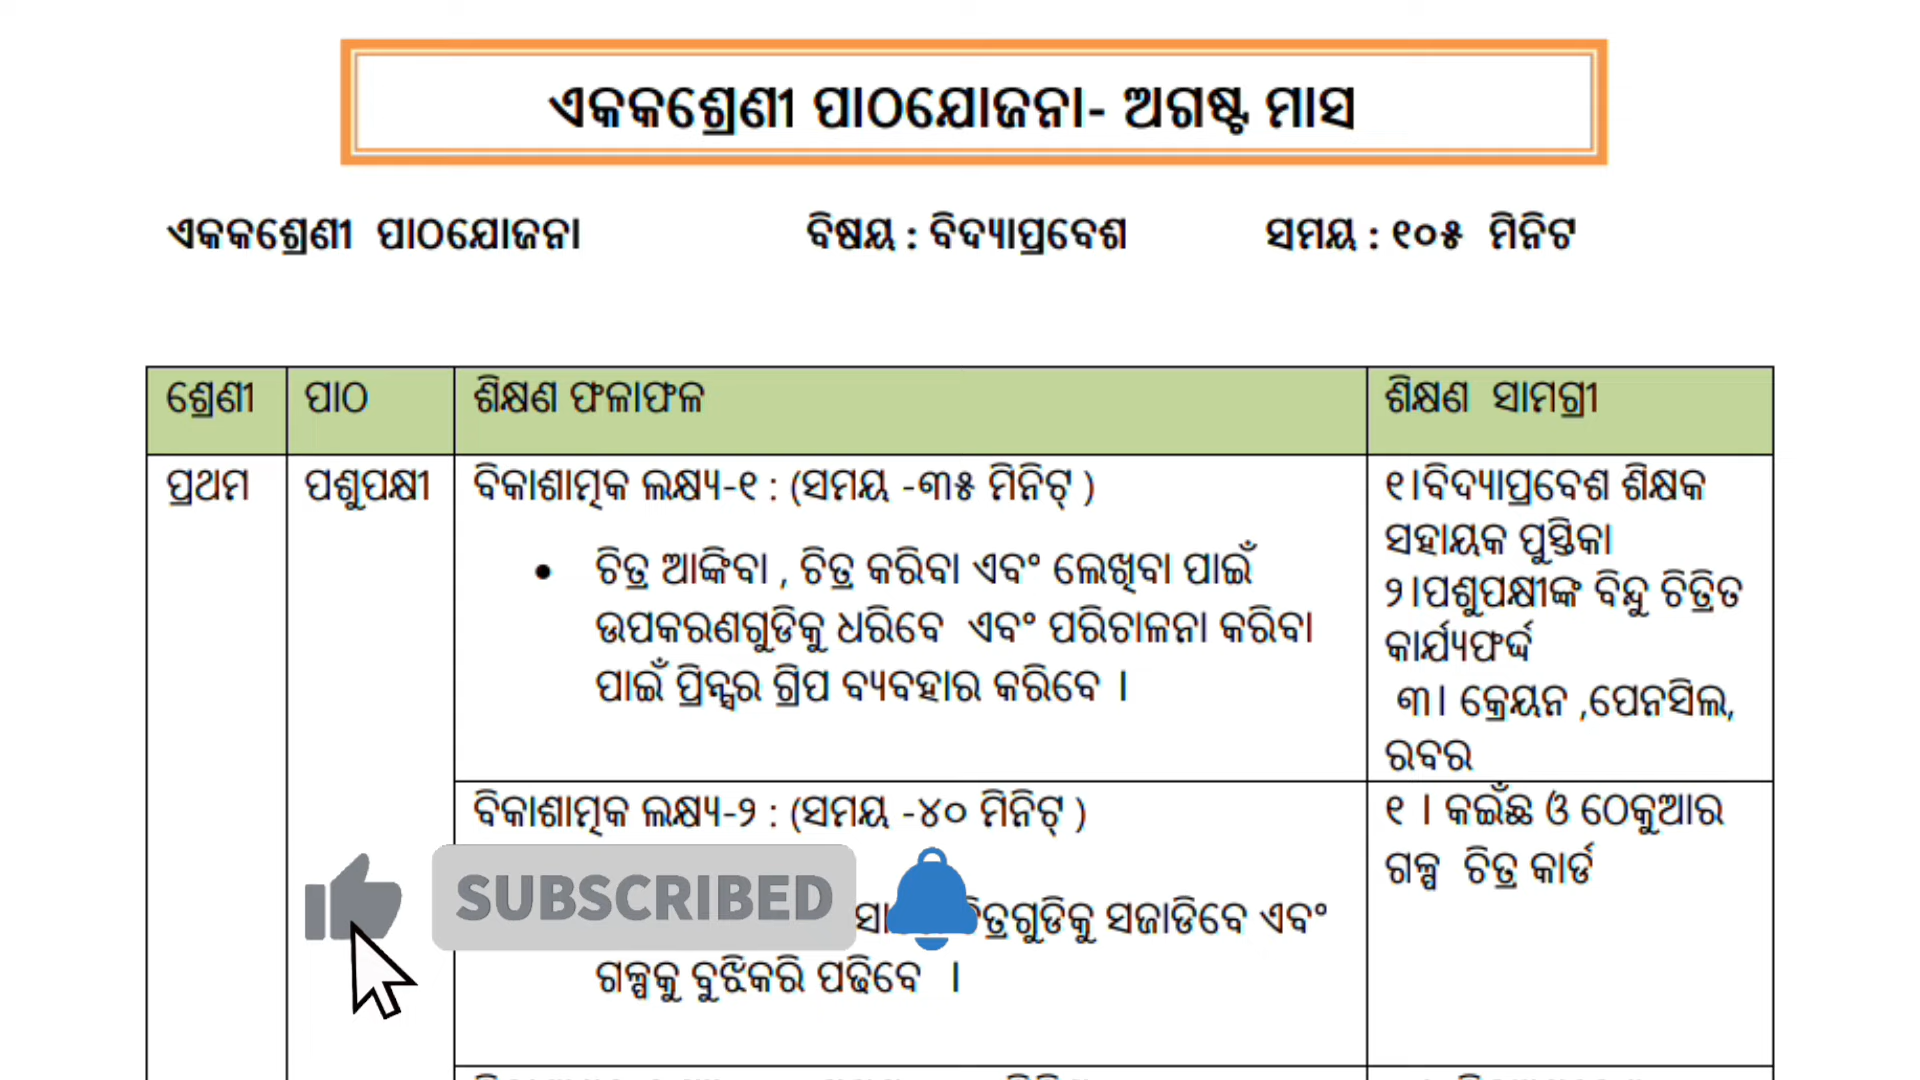 ଏକକଶ୍ରେଣୀ ପାଠଯୋଜନା- ଅଗଷ୍ଟ ମାସ
ଏକକଶ୍ରେଣୀ ପାଠଯୋଜନା ବିଷୟ : ବିଦ୍ୟାପ୍ରବେଶ ସମୟ : ୧୦୫ ମିନିଟ
ଶ୍ରେଣୀ ପାଠ ଶିକ୍ଷଣ ଫଳାଫଳ ଶିକ୍ଷଣ ସାମଗ୍ରୀ
ପ୍ରଥମ ପଶୁପକ୍ଷୀ
ବିକାଶାତ୍ମକ ଲକ୍ଷ୍ୟ-୧ : (ସମୟ -୩୫ ମିନିଟ୍ )
• ଚିତ୍ର ଆଙ୍କିବା , ଚିତ୍ର କରିବା ଏବଂ ଲେଖିବା ପାଇଁ
ଉପକରଣଗୁଡିକୁ ଧରିବେ ଏବଂ ପରିଚାଳନା କରିବା
ପାଇଁ ପ୍ରିନ୍ସର ଗ୍ରିପ ବ୍ୟବହାର କରିବେ ।
୧।ବିଦ୍ୟାପ୍ରବେଶ ଶିକ୍ଷକ
ସହାୟକ ପୁସ୍ତିକା
୨।ପଶୁପକ୍ଷୀଙ୍କ ବିନ୍ଦୁ ଚିତ୍ରିତ
କାର୍ଯ୍ୟଫର୍ଦ୍ଦ
୩। କ୍ରେୟନ ,ପେନସିଲ,
ରବର
ବିକାଶାତ୍ମକ ଲକ୍ଷ୍ୟ-୨ : (ସମୟ -୪୦ ମିନିଟ୍ )
ସଜାଡିବେ ଏବଂ
ଗଳ୍ପକୁ ବୁଝିକରି ପଢିବେ ।
୧ । କଇଁଛ ଓ ଠେକୁଆର
ଗଳ୍ପ ଚିତ୍ର କାର୍ଡ
SUBSCRIBED